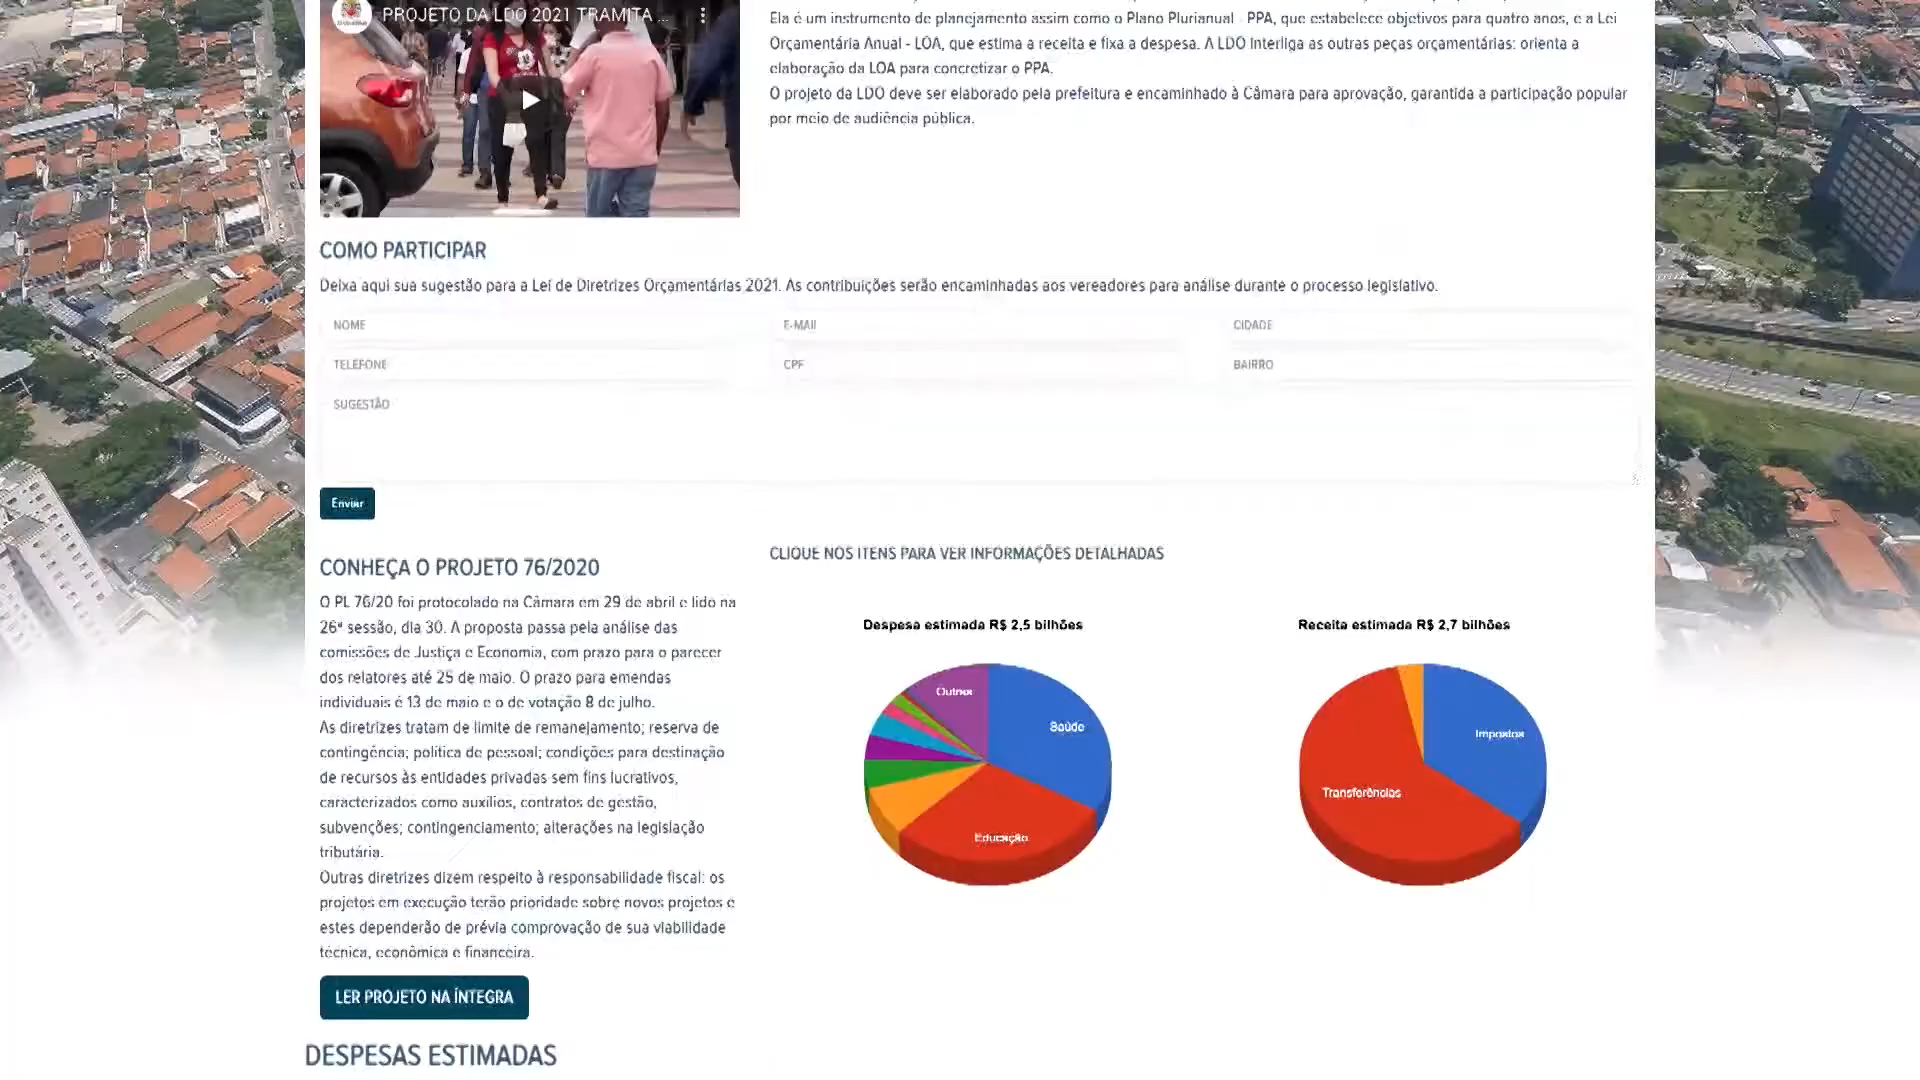 PROJETO DA LDO 2021 TRAMITA ...
Ela é um instrumento de planejamento assim como o Plano Plurianual - PPA, que estabelece objetivos para quatro anos, e a Lei
Orçamentária Anual - LOA, que estima a receita e fixa a despesa. A LDO interliga as outras peças orçamentárias: orienta a
elaboração da LOA para concretizar o PPA.
O projeto da LDO deve ser elaborado pela prefeitura e encaminhado à Câmara para aprovação, garantida a participação popular
por meio de audiência pública.
COMO PARTICIPAR
Deixa aqui sua sugestão para a Lei de Diretrizes Orçamentárias 2021. As contribuições serão encaminhadas aos vereadores para análise durante o processo legislativo.
NOME
E-MAIL
CIDADE
TELEFONE
CPF
BAIRRO
SUGESTÃO
Enviar
CONHEÇA O PROJETO 76/2020
O PL 76/20 foi protocolado na Câmara em 29 de abril e lido na
26ª sessão, dia 30. A proposta passa pela análise das
comissões de Justiça e Economia, com prazo para o parecer
dos relatores até 25 de maio. O prazo para emendas
individuais é 13 de maio e o de votação 8 de julho.
As diretrizes tratam de limite de remanejamento; reserva de
contingência; política de pessoal; condições para destinação
de recursos às entidades privadas sem fins lucrativos,
caracterizados como auxílios, contratos de gestão,
subvenções; contingenciamento; alterações na legislação
tributária.
Outras diretrizes dizem respeito à responsabilidade fiscal: os
projetos em execução terão prioridade sobre novos projetos e
estes dependerão de prévia comprovação de sua viabilidade
técnica, econômica e financeira.
LER PROJETO NA ÍNTEGRA
CLIQUE NOS ITENS PARA VER INFORMAÇÕES DETALHADAS
Despesa estimada R$ 2,5 bilhões
Outras
Saúde
Educação
Receita estimada R$ 2,7 bilhões
Impostos
Transferências
DESPESAS ESTIMADAS